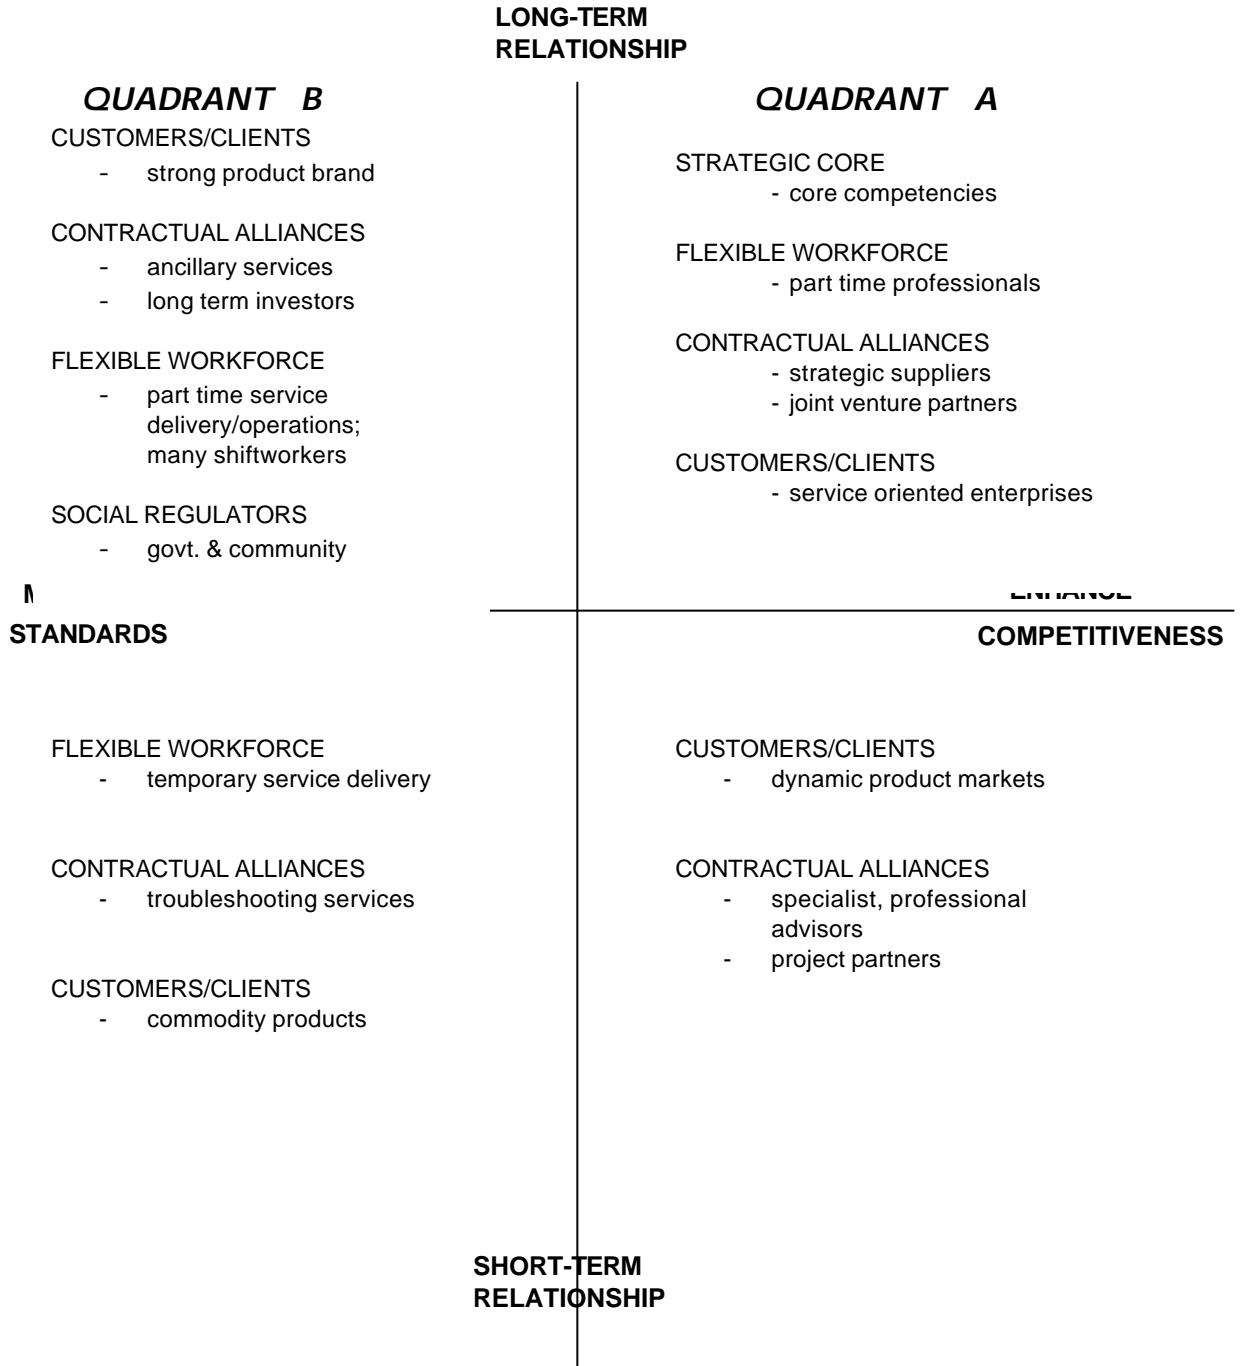 LONG-TERM
RELATIONSHIP
QUADRANT B
CUSTOMERS/CLIENTS
- strong product brand
CONTRACTUAL ALLIANCES
- ancillary services
- long term investors
FLEXIBLE WORKFORCE
- part time service
delivery/operations;
many shiftworkers
SOCIAL REGULATORS
- govt. & community
QUADRANT A
STRATEGIC CORE
- core competencies
FLEXIBLE WORKFORCE
- part time professionals
CONTRACTUAL ALLIANCES
- strategic suppliers
- joint venture partners
CUSTOMERS/CLIENTS
- service oriented enterprises
STANDARDS
ENHANCE
COMPETITIVENESS
FLEXIBLE WORKFORCE
- temporary service delivery
CONTRACTUAL ALLIANCES
- troubleshooting services
CUSTOMERS/CLIENTS
- commodity products
CUSTOMERS/CLIENTS
- dynamic product markets
CONTRACTUAL ALLIANCES
- specialist, professional
advisors
- project partners
SHORT-TERM
RELATIONSHIP